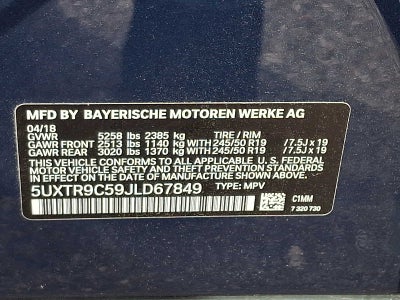 MFD BY BAYERISCHE MOTOREN WERKE AG
04/18
GVWR 5258 lbs 2385 kg TIRE / RIM
GAWR FRONT 2513 lbs 1140 kg WITH 245/50 R19 /7.5J x 19
GAWR REAR 3020 lbs 1370 kg WITH 245/50 R19 /7.5J x 19
THIS VEHICLE CONFORMS TO ALL APPLICABLE U.S. FEDERAL
MOTOR VEHICLE SAFETY AND THEFT PREVENTION STANDARDS
IN EFFECT ON THE DATE OF MANUFACTURE SHOWN ABOVE.
5UXTR9C59JLD67849 TYPE: MPV
C1MM
7 320 730